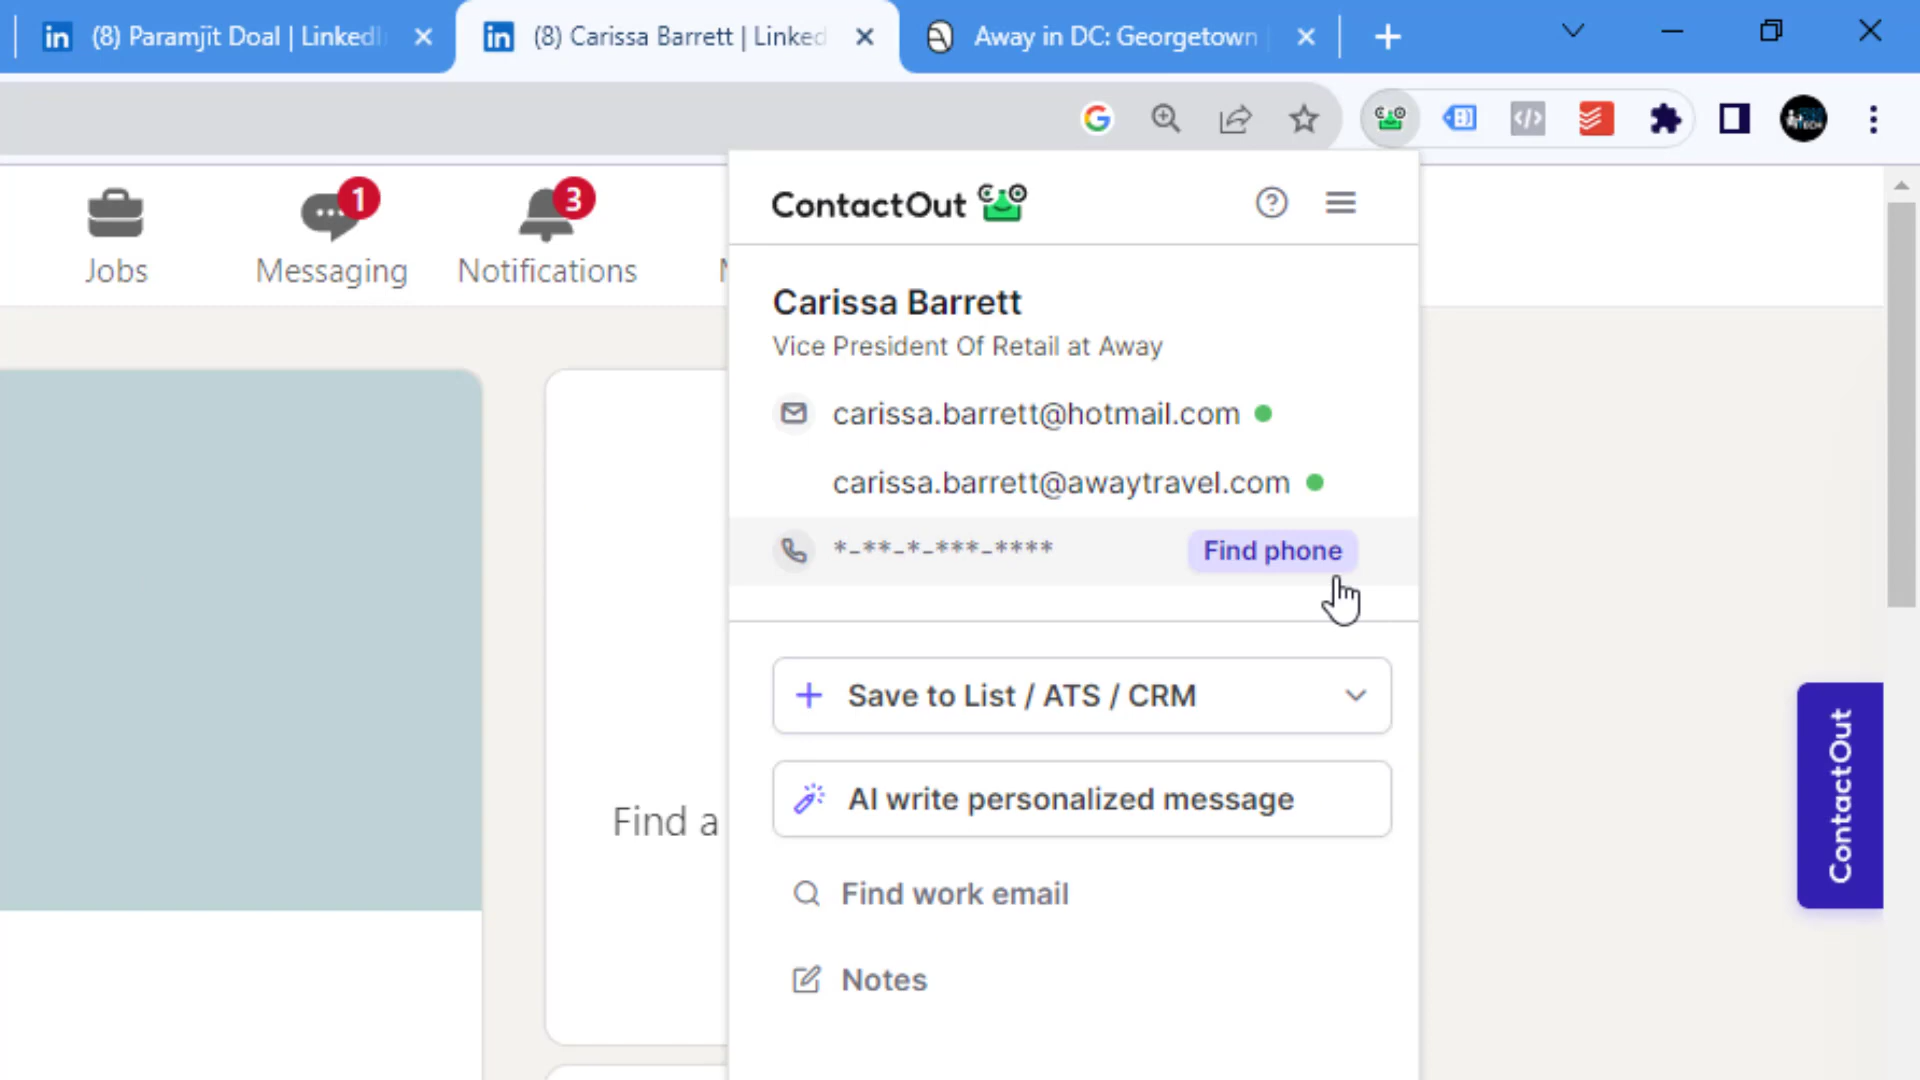 (8) Paramjit Doal | LinkedI
(8) Carissa Barrett | Linked
Away in DC: Georgetown
Jobs
1
Messaging
3
Notifications
ContactOut
Carissa Barrett
Vice President Of Retail at Away
carissa.barrett@hotmail.com
carissa.barrett@awaytravel.com
*-**-*-***-****
Find phone
+ Save to List / ATS / CRM
AI write personalized message
Find a
Find work email
Notes
ContactOut